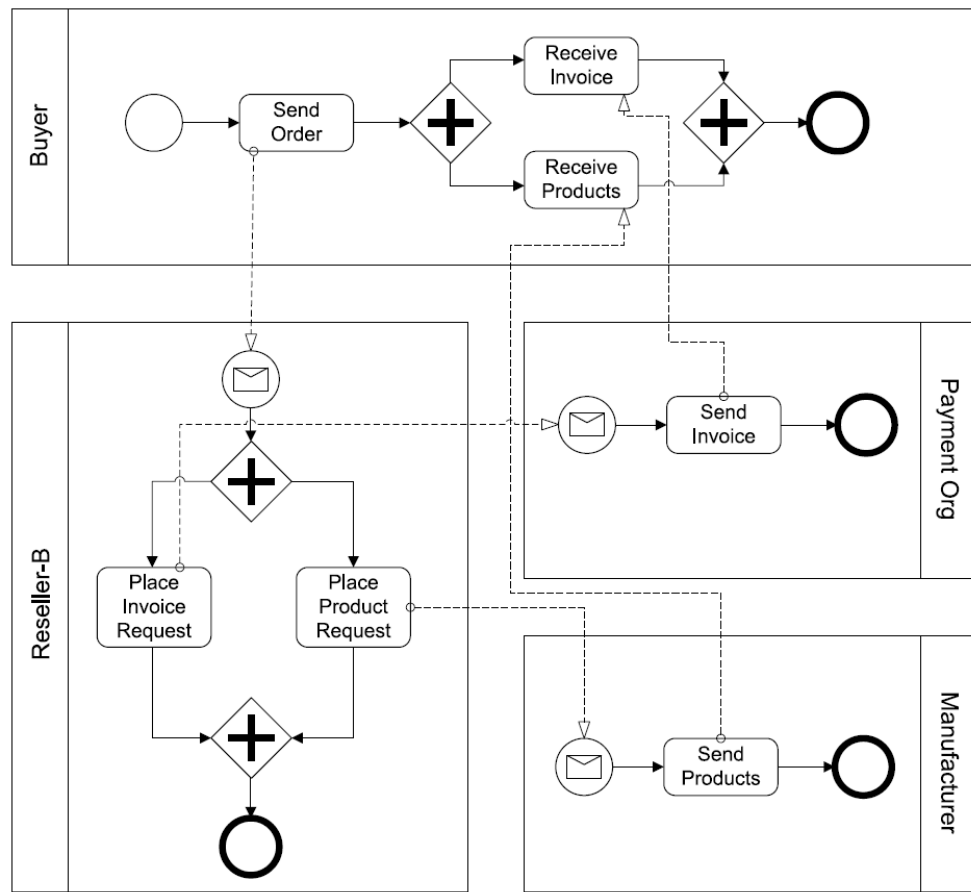 Buyer
Send
Order
Receive
Invoice
Receive
Products
Reseller-B
Place
Invoice
Request
Place
Product
Request
Payment Org
Send
Invoice
Manufacturer
Send
Products